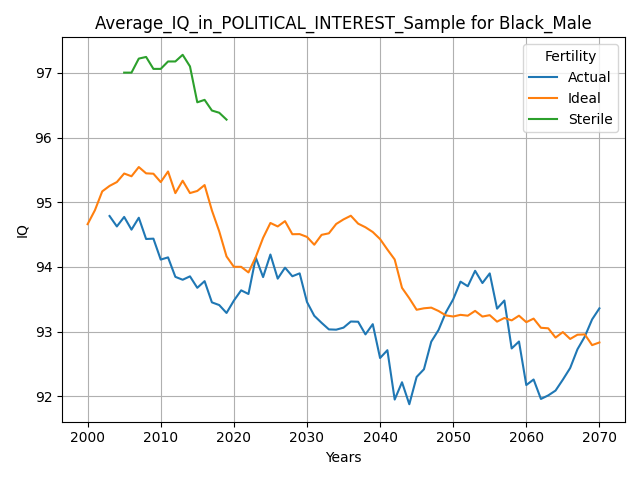 Average_IQ_in_POLITICAL_INTEREST_Sample for Black_Male
Fertility
Actual
Ideal
Sterile
97
96
95
94
93
92
IQ
2000 2010 2020 2030 2040 2050 2060 2070
Years